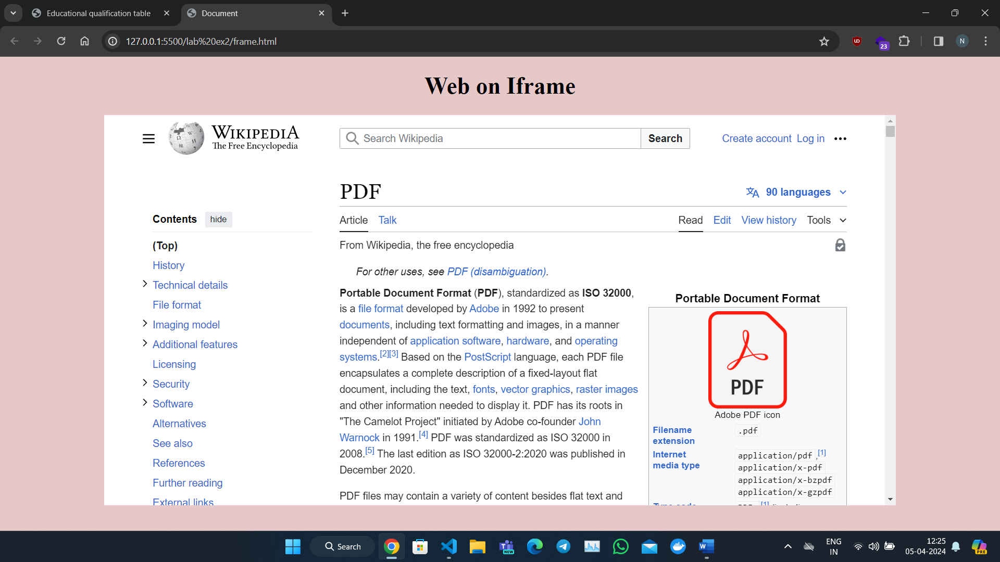 Educational qualification table
Document
127.0.0.1:5500/lab%20ex2/frame.html
UD
23
N
Web on Iframe
WIKIPEDIA
The Free Encyclopedia
Search Wikipedia
Search
Create account Log in
PDF
90 languages
Contents hide
Article Talk
Read Edit View history Tools
(Top)
History
Technical details
File format
Imaging model
Additional features
Licensing
Security
Software
Alternatives
See also
References
Further reading
External links
From Wikipedia, the free encyclopedia
For other uses, see PDF (disambiguation).
Portable Document Format (PDF), standardized as ISO 32000,
is a file format developed by Adobe in 1992 to present
documents, including text formatting and images, in a manner
independent of application software, hardware, and operating
systems.[2][3] Based on the PostScript language, each PDF file
encapsulates a complete description of a fixed-layout flat
document, including the text, fonts, vector graphics, raster images
and other information needed to display it. PDF has its roots in
"The Camelot Project" initiated by Adobe co-founder John
Warnock in 1991.[4] PDF was standardized as ISO 32000 in
2008.[5] The last edition as ISO 32000-2:2020 was published in
December 2020.
PDF files may contain a variety of content besides flat text and
Portable Document Format
PDF
Adobe PDF icon
Filename
extension
.pdf
Internet
media type
application/pdf,[1]
application/x-pdf
application/x-bzpdf
application/x-gzpdf
Type code
[1]
Search
NEW
W
ENG
IN
12:25
05-04-2024
PRE